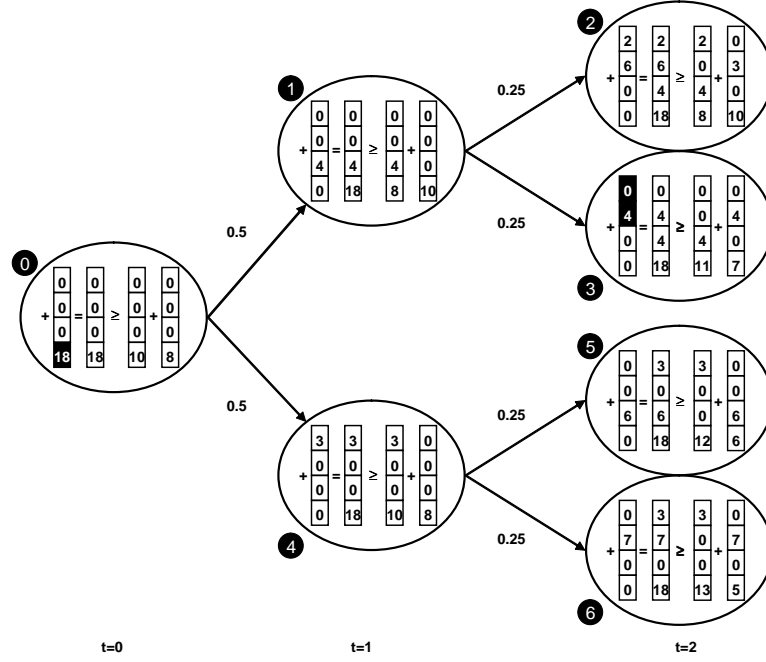 0
0 0 0 0
0 0 0 0
+ 0 = 0 ≥ 0 + 0
18 18 10 8
0.5
0.5
1
0 0 0 0
0 0 0 0
+ 4 = 4 ≥ 4 + 0
0 18 8 10
4
3 3 3 0
0 0 0 0
+ 0 = 0 ≥ 0 + 0
0 18 10 8
0.25
0.25
0.25
0.25
2
2 2 2 0
6 6 0 3
+ 0 = 4 ≥ 4 + 0
0 18 8 10
3
0 0 0 0
4 4 0 4
+ 0 = 4 ≥ 4 + 0
0 18 11 7
5
0 3 3 0
0 0 0 0
+ 6 = 6 ≥ 0 + 6
0 18 12 6
6
0 3 3 0
7 7 0 7
+ 0 = 0 ≥ 0 + 0
0 18 13 5
t=0 t=1 t=2